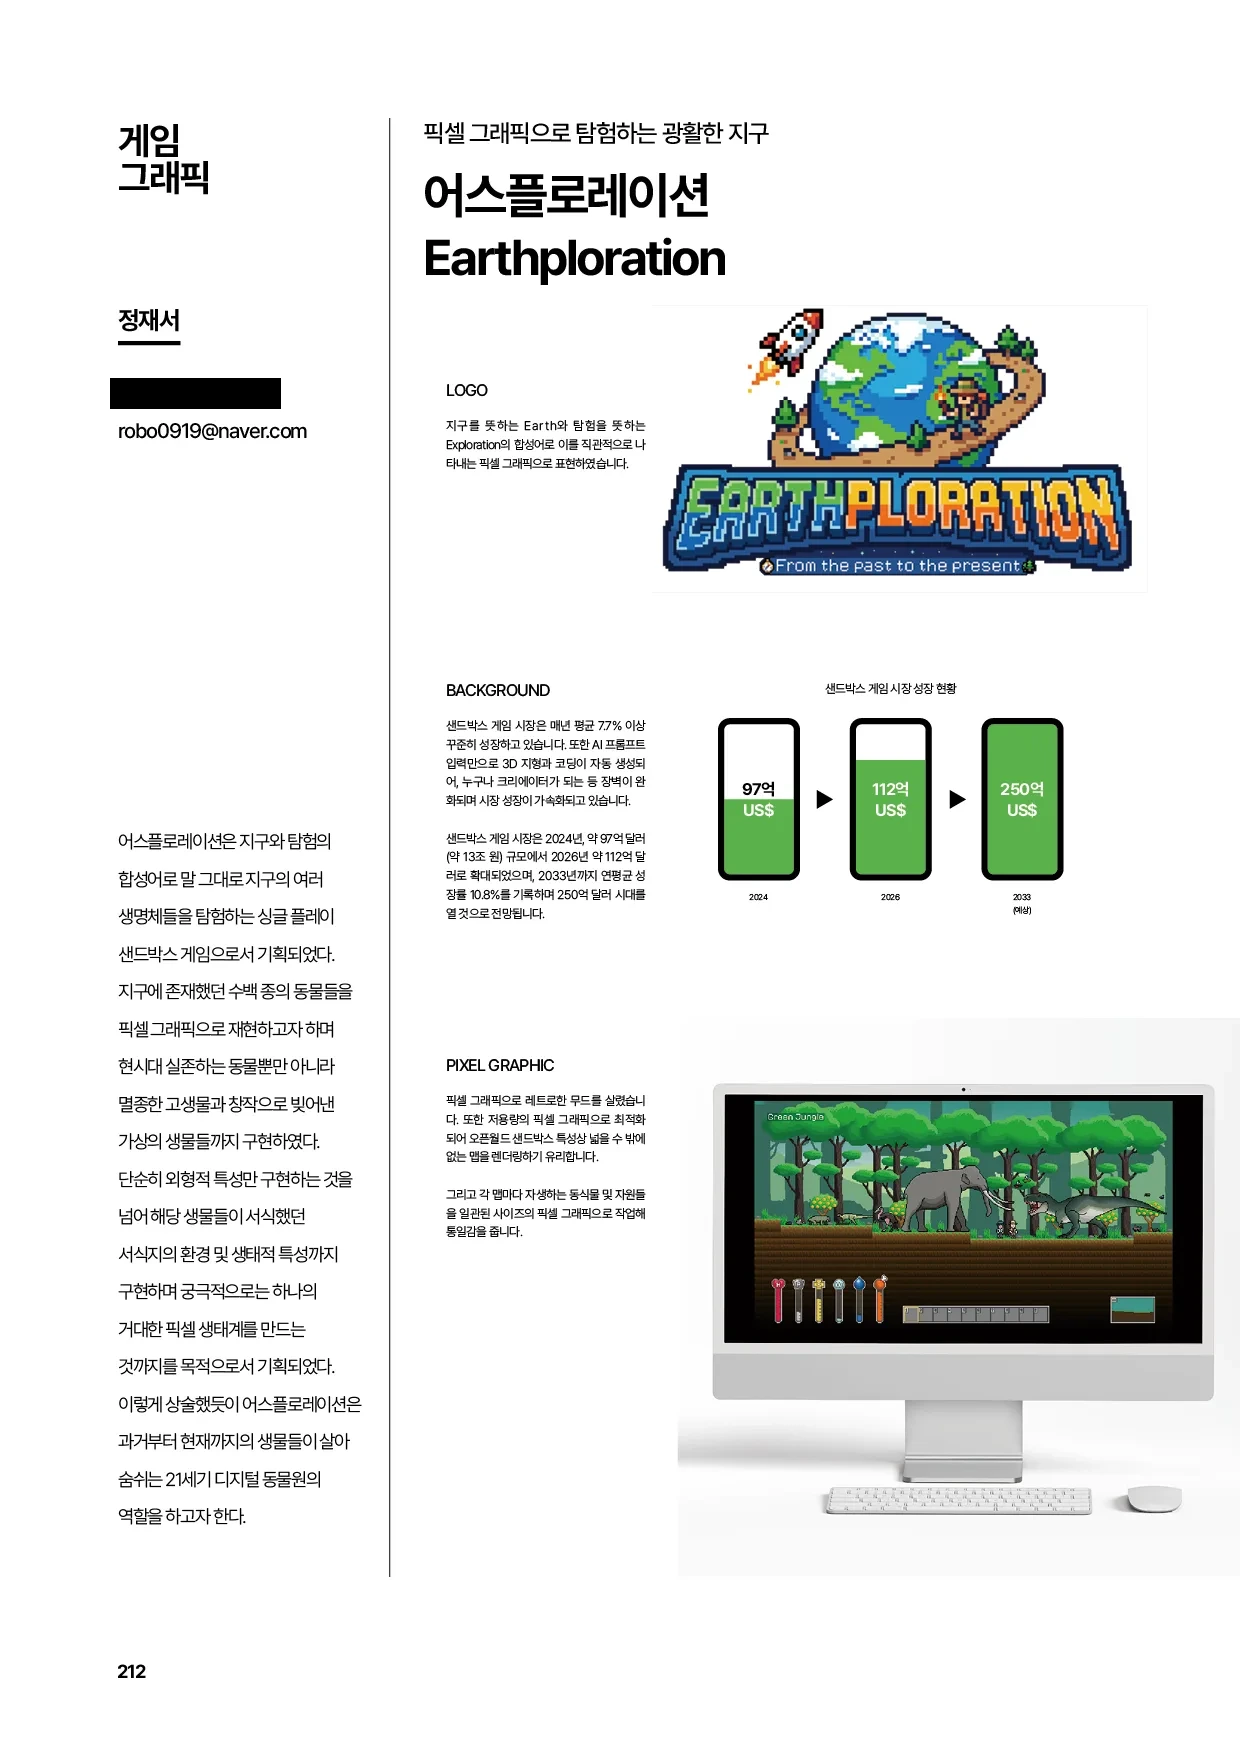 게임
그래픽
정재서
robo0919@naver.com
어스플로레이션은 지구와 탐험의
합성어로 말 그대로 지구의 여러
생명체들을 탐험하는 싱글 플레이
샌드박스 게임으로서 기획되었다.
지구에 존재했던 수백 종의 동물들을
픽셀 그래픽으로 재현하고자 하며
현시대 실존하는 동물뿐만 아니라
멸종한 고생물과 창작으로 빚어낸
가상의 생물들까지 구현하였다.
단순히 외형적 특성만 구현하는 것을
넘어 해당 생물들이 서식했던
서식지의 환경 및 생태적 특성까지
구현하며 궁극적으로는 하나의
거대한 픽셀 생태계를 만드는
것까지를 목적으로서 기획되었다.
이렇게 상술했듯이 어스플로레이션은
과거부터 현재까지의 생물들이 살아
숨쉬는 21세기 디지털 동물원의
역할을 하고자 한다.
픽셀 그래픽으로 탐험하는 광활한 지구
어스플로레이션
Earthploration
LOGO
지구를 뜻하는 Earth와 탐험을 뜻하는
Exploration의 합성어로 이를 직관적으로 나
타내는 픽셀 그래픽으로 표현하였습니다.
EARTHPLORATION
From the past to the present
BACKGROUND
샌드박스 게임 시장은 매년 평균 7.7% 이상
꾸준히 성장하고 있습니다. 또한 AI 프롬프트
입력만으로 3D 지형과 코딩이 자동 생성되
어, 누구나 크리에이터가 되는 등 장벽이 완
화되며 시장 성장이 가속화되고 있습니다.
샌드박스 게임 시장은 2024년, 약 97억 달러
(약 13조 원) 규모에서 2026년 약 112억 달
러로 확대되었으며, 2033년까지 연평균 성
장률 10.8%를 기록하며 250억 달러 시대를
열 것으로 전망됩니다.
샌드박스 게임 시장 성장 현황
97억
US$
112억
US$
250억
US$
2024
2026
2033
(예상)
PIXEL GRAPHIC
픽셀 그래픽으로 레트로한 무드를 살렸습니
다. 또한 저용량의 픽셀 그래픽으로 최적화
되어 오픈월드 샌드박스 특성상 넓을 수 밖에
없는 맵을 렌더링하기 유리합니다.
그리고 각 맵마다 자생하는 동식물 및 자원들
을 일관된 사이즈의 픽셀 그래픽으로 작업해
통일감을 줍니다.
Green Jungle
212